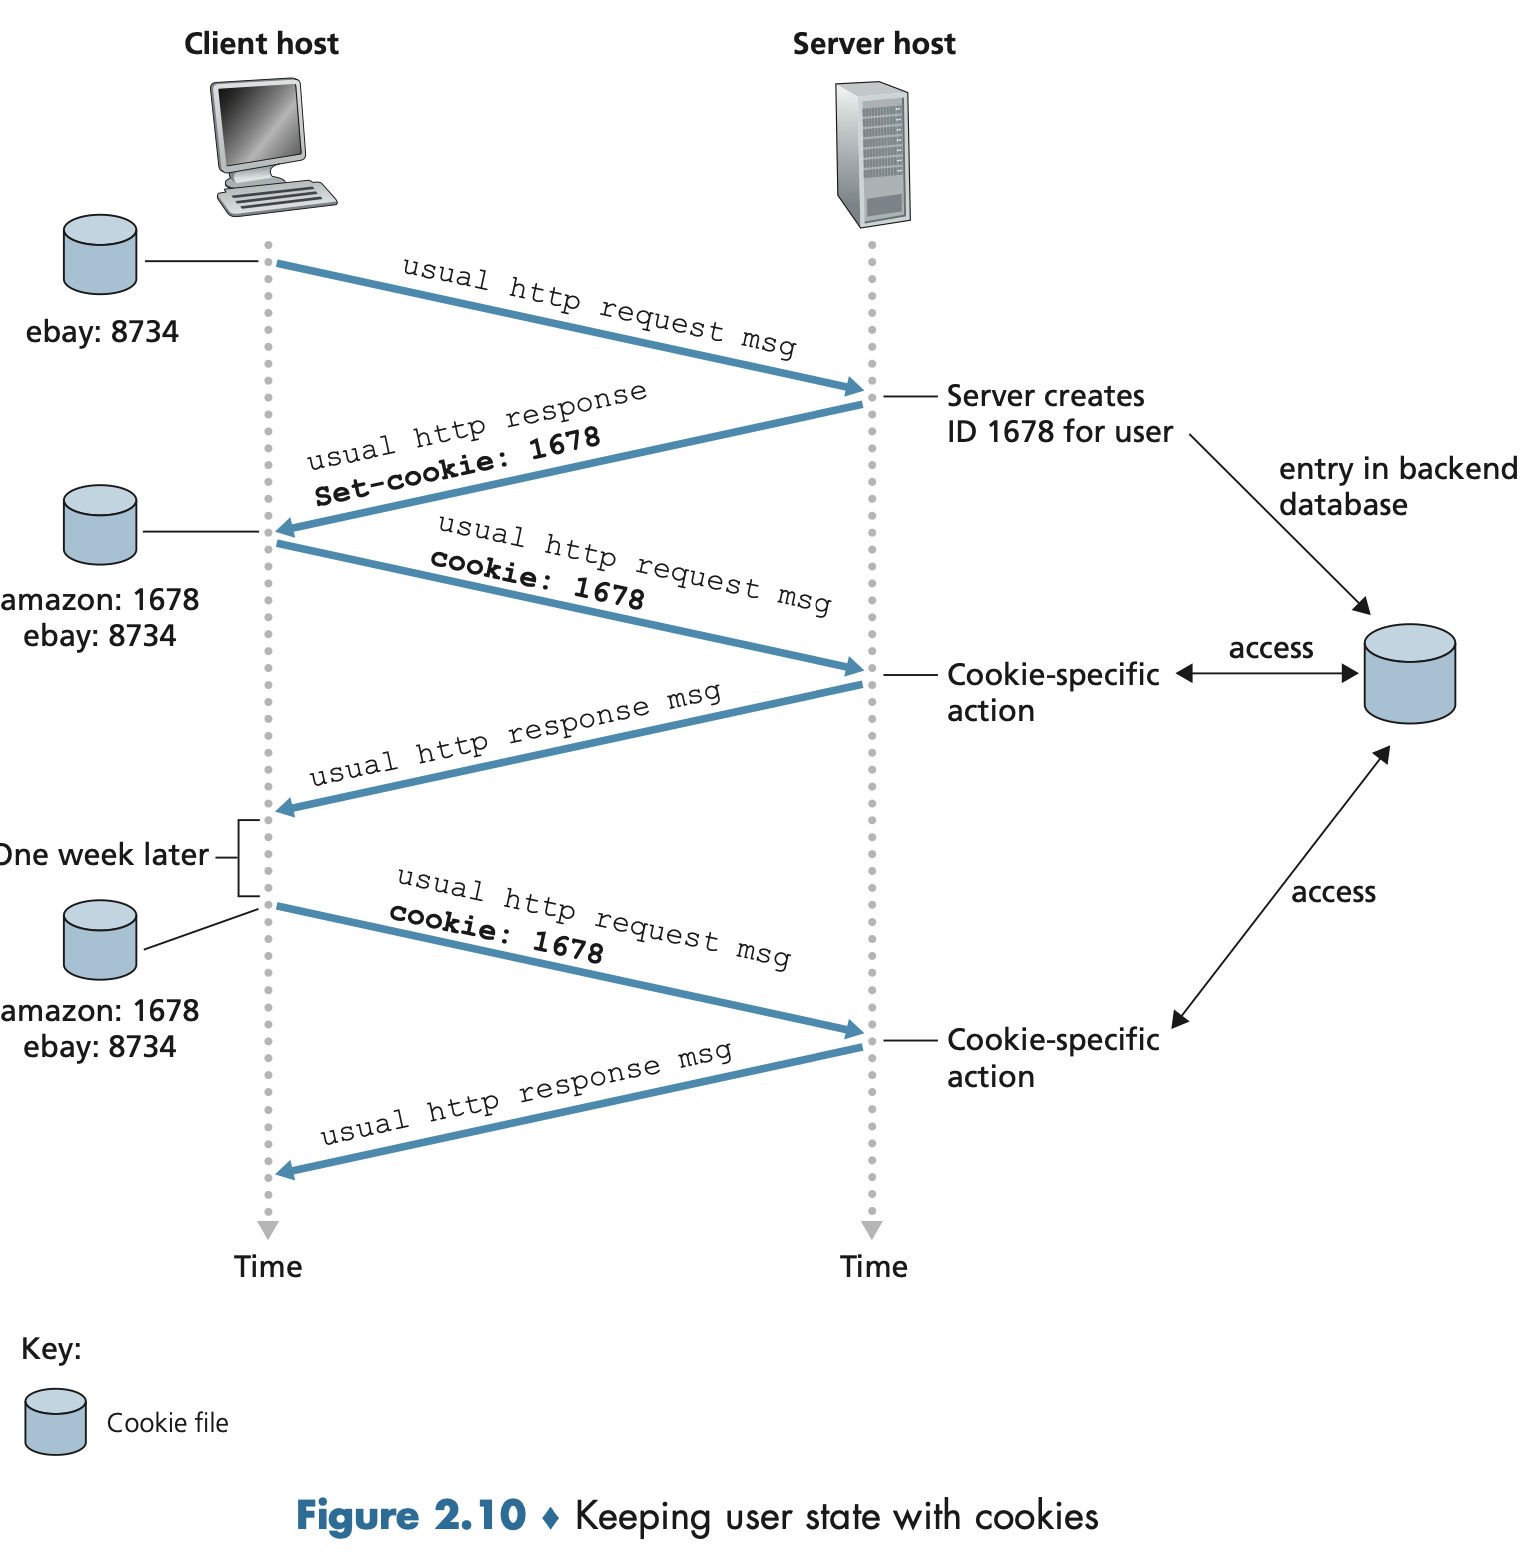 Client host
Server host
usual http request msg
ebay: 8734
Server creates
ID 1678 for user
usual http response
Set-cookie: 1678
entry in backend
database
usual http request msg
cookie: 1678
amazon: 1678
ebay: 8734
access
Cookie-specific
action
usual http response msg
One week later
usual http request msg
cookie: 1678
access
amazon: 1678
ebay: 8734
Cookie-specific
action
usual http response msg
Time
Time
Key:
Cookie file
Figure 2.10 ♦ Keeping user state with cookies